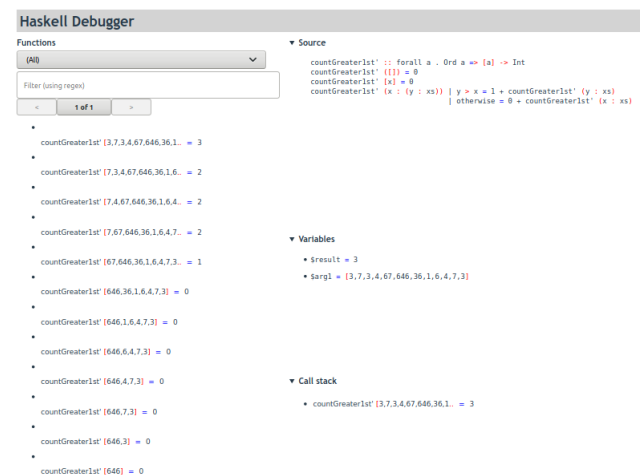 Haskell Debugger
Functions
(All)
Filter (using regex)
« 1 of 1 »
countGreater1st' [3,7,3,4,67,646,36,1.. = 3
countGreater1st' [7,3,4,67,646,36,1,6.. = 2
countGreater1st' [7,4,67,646,36,1,6,4.. = 2
countGreater1st' [7,67,646,36,1,6,4,7.. = 2
countGreater1st' [67,646,36,1,6,4,7,3.. = 1
countGreater1st' [646,36,1,6,4,7,3] = 0
countGreater1st' [646,1,6,4,7,3] = 0
countGreater1st' [646,6,4,7,3] = 0
countGreater1st' [646,4,7,3] = 0
countGreater1st' [646,7,3] = 0
countGreater1st' [646,3] = 0
countGreater1st' [646] = 0
▾ Source
countGreater1st' :: forall a . Ord a => [a] -> Int
countGreater1st' ([]) = 0
countGreater1st' [x] = 0
countGreater1st' (x : (y : xs)) | y > x = 1 + countGreater1st' (y : xs)
| otherwise = 0 + countGreater1st' (x : xs)
▾ Variables
• $result = 3
• $arg1 = [3,7,3,4,67,646,36,1,6,4,7,3]
▾ Call stack
• countGreater1st' [3,7,3,4,67,646,36,1.. = 3